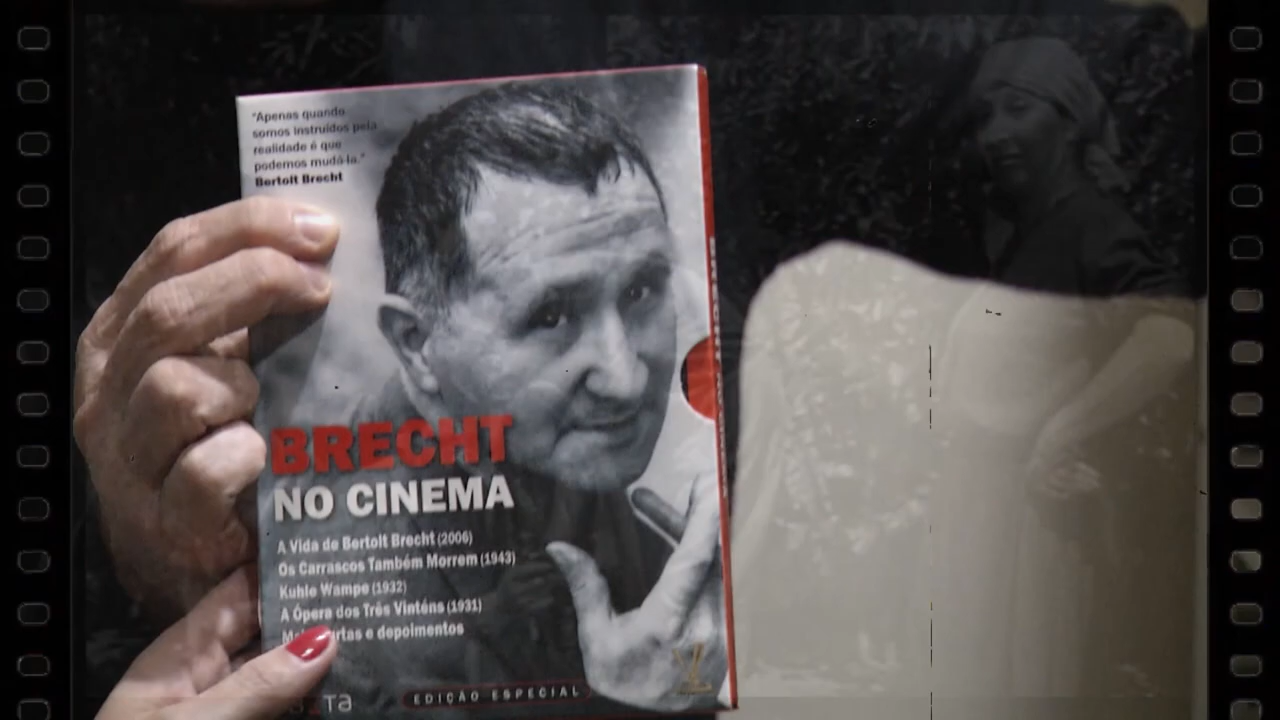 "Apenas quando
somos instruídos pela
realidade é que
podemos mudá-la."
Bertolt Brecht
BRECHT
NO CINEMA
A Vida de Bertolt Brecht (2006)
Os Carrascos Também Morrem (1943)
Kuhle Wampe (1932)
A Ópera dos Três Vinténs (1931)
e depoimentos
EDIÇÃO ESPECIAL